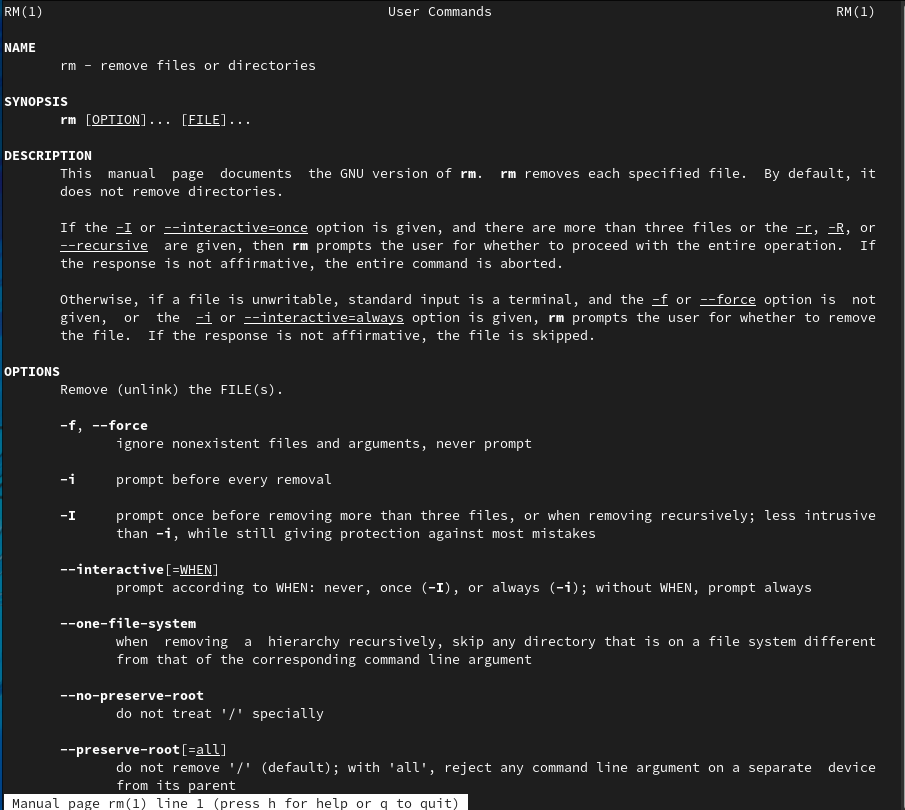 RM(1) User Commands RM(1)
NAME
rm - remove files or directories
SYNOPSIS
rm [OPTION]... [FILE]...
DESCRIPTION
This manual page documents the GNU version of rm. rm removes each specified file. By default, it
does not remove directories.
If the -I or --interactive=once option is given, and there are more than three files or the -r, -R, or
--recursive are given, then rm prompts the user for whether to proceed with the entire operation. If
the response is not affirmative, the entire command is aborted.
Otherwise, if a file is unwritable, standard input is a terminal, and the -f or --force option is not
given, or the -i or --interactive=always option is given, rm prompts the user for whether to remove
the file. If the response is not affirmative, the file is skipped.
OPTIONS
Remove (unlink) the FILE(s).
-f, --force
ignore nonexistent files and arguments, never prompt
-i prompt before every removal
-I prompt once before removing more than three files, or when removing recursively; less intrusive
than -i, while still giving protection against most mistakes
--interactive[=WHEN]
prompt according to WHEN: never, once (-I), or always (-i); without WHEN, prompt always
--one-file-system
when removing a hierarchy recursively, skip any directory that is on a file system different
from that of the corresponding command line argument
--no-preserve-root
do not treat '/' specially
--preserve-root[=all]
do not remove '/' (default); with 'all', reject any command line argument on a separate device
from its parent
Manual page rm(1) line 1 (press h for help or q to quit)